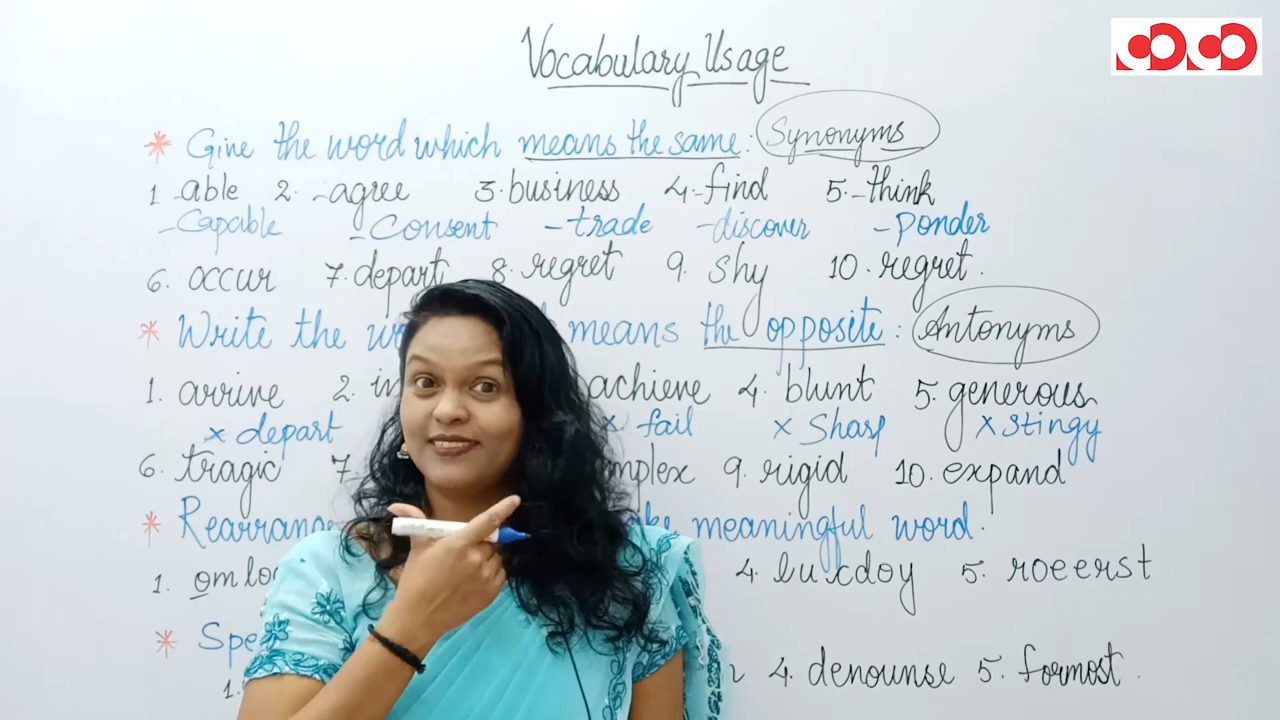 Vocabulary Usage
* Give the word which means the same: Synonyms
1 able 2. agree 3. business 4. find 5. think
- Capable - Consent - trade - discover - Ponder
6. occur 7. depart 8. regret 9. shy 10. regret.
* Write the means the opposite: Antonyms
1. arrive 2. achieve 4. blunt 5. generous
x depart x fail x Sharp x stingy
6. tragic 7 9. rigid 10. expand
* meaningful word.
1. 4. luxdoy 5. roeerst
*
1. 4. denounse 5. formost.